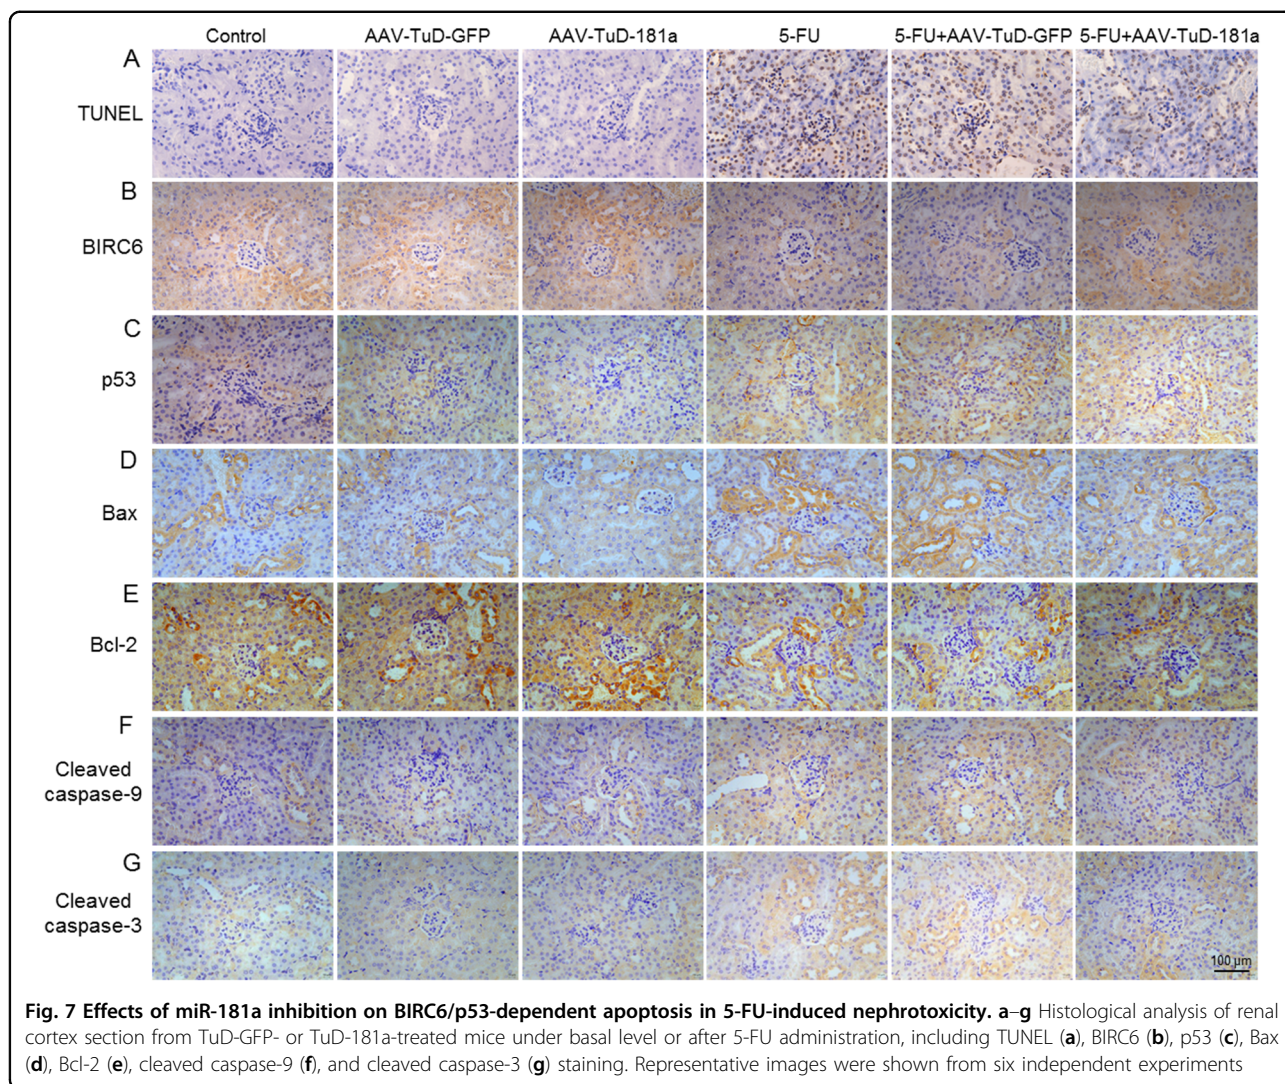 Control AAV-TuD-GFP AAV-TuD-181a 5-FU 5-FU+AAV-TuD-GFP 5-FU+AAV-TuD-181a
A
TUNEL
B
BIRC6
C
p53
D
Bax
E
Bcl-2
F
Cleaved
caspase-9
G
Cleaved
caspase-3
100 µm
Fig. 7 Effects of miR-181a inhibition on BIRC6/p53-dependent apoptosis in 5-FU-induced nephrotoxicity. a–g Histological analysis of renal
cortex section from TuD-GFP- or TuD-181a-treated mice under basal level or after 5-FU administration, including TUNEL (a), BIRC6 (b), p53 (c), Bax
(d), Bcl-2 (e), cleaved caspase-9 (f), and cleaved caspase-3 (g) staining. Representative images were shown from six independent experiments